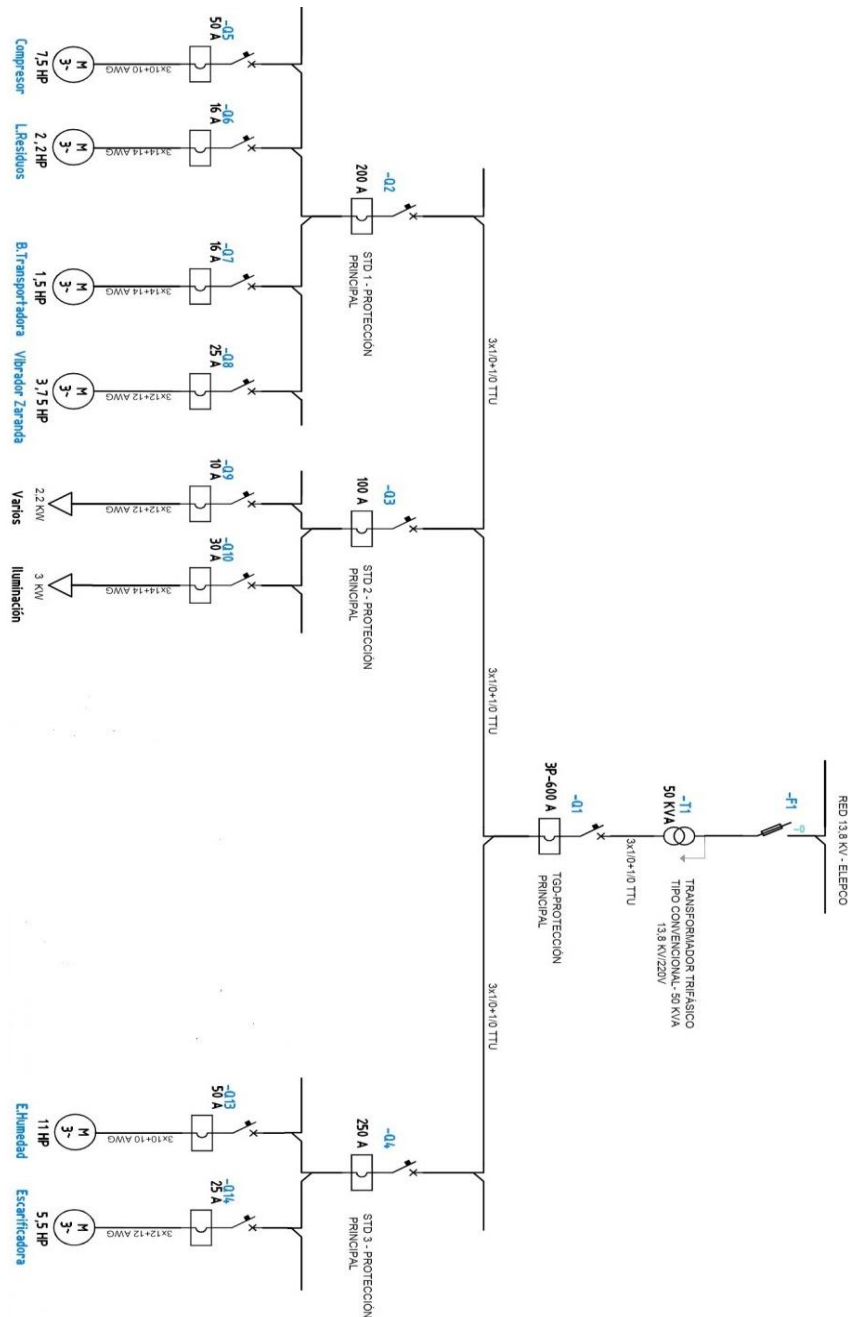 RED 13,8 KV - ELEPCO
-F1
-T1
50 KVA
TRANSFORMADOR TRIFÁSICO
TIPO CONVENCIONAL- 50 KVA
13,8 KV/220V
3x1/0+1/0 TTU
-Q1
3P-600 A
TGD-PROTECCIÓN
PRINCIPAL
3x1/0+1/0 TTU
3x1/0+1/0 TTU
3x1/0+1/0 TTU
-Q2
200 A
STD 1 - PROTECCIÓN
PRINCIPAL
-Q3
100 A
STD 2 - PROTECCIÓN
PRINCIPAL
-Q4
250 A
STD 3 - PROTECCIÓN
PRINCIPAL
-Q5
50 A
3x10+10 AWG
M
3~
7,5 HP
Compresor
-Q6
16 A
3x14+14 AWG
M
3~
2,2HP
L.Residuos
-Q7
16 A
3x14+14 AWG
M
3~
1,5 HP
B.Transportadora
-Q8
25 A
3x12+12 AWG
M
3~
3,75 HP
Vibrador Zaranda
-Q9
10 A
3x12+12 AWG
2,2 KW
Varios
-Q10
30 A
3x14+14 AWG
3 KW
Iluminación
-Q13
50 A
3x10+10 AWG
M
3~
11 HP
E.Humedad
-Q14
25 A
3x12+12 AWG
M
3~
5,5 HP
Escarificadora